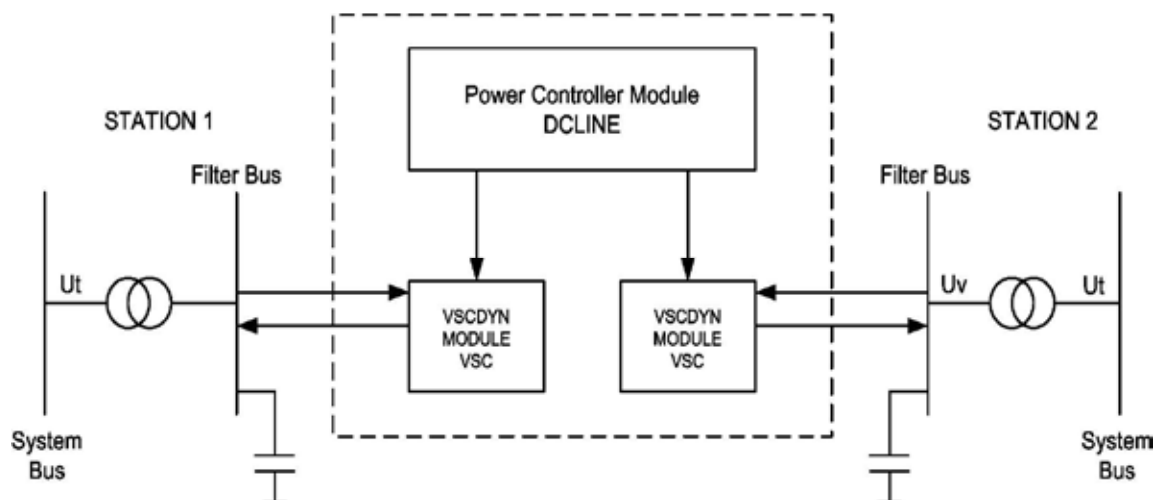 Power Controller Module
DCLINE
STATION 1
STATION 2
Filter Bus
Filter Bus
Ut
Uv
Ut
VSCDYN
MODULE
VSC
VSCDYN
MODULE
VSC
System
Bus
System
Bus